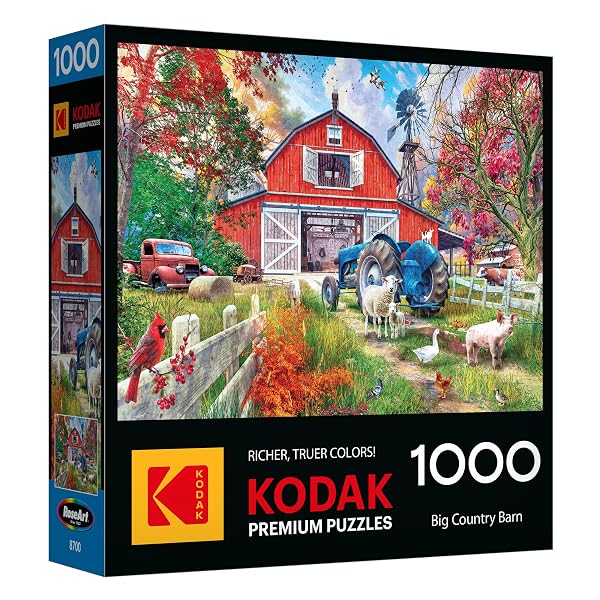 1000
KODAK
PREMIUM PUZZLES
RoseArt
8700
RICHER, TRUER COLORS!
KODAK
PREMIUM PUZZLES
KODAK
1000
Big Country Barn